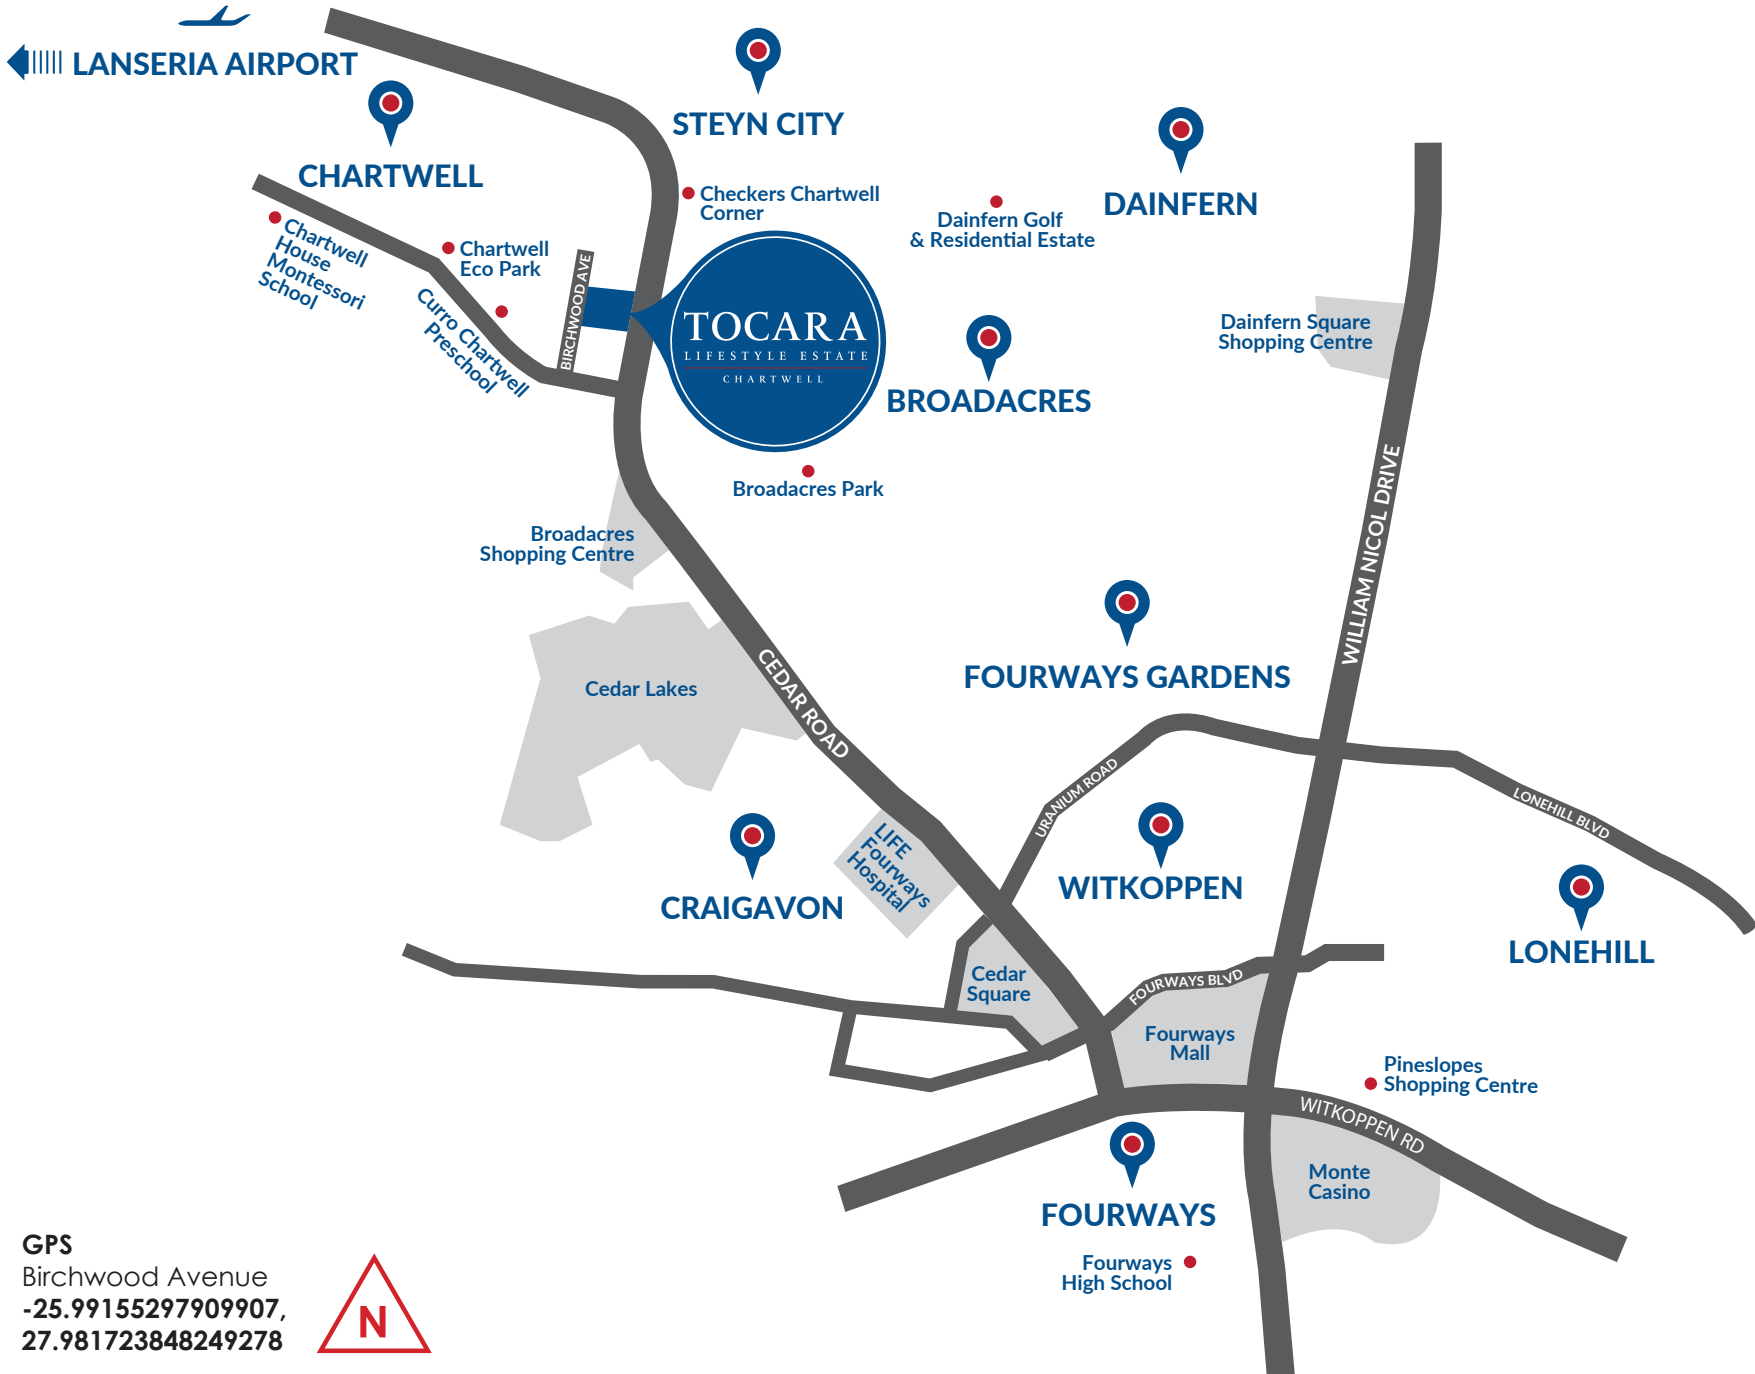 LANSERIA AIRPORT
STEYN CITY
CHARTWELL
DAINFERN
Checkers Chartwell
Corner
Dainfern Golf
& Residential Estate
Chartwell
House
Montessori
School
Chartwell
Eco Park
Curro Chartwell
Preschool
BIRCHWOOD AVE
TOCARA
LIFESTYLE ESTATE
CHARTWELL
BROADACRES
Dainfern Square
Shopping Centre
Broadacres Park
WILLIAM NICOL DRIVE
Broadacres
Shopping Centre
Cedar Lakes
CEDAR ROAD
FOURWAYS GARDENS
URANIUM ROAD
LONEHILL BLVD
LIFE
Fourways
Hospital
CRAIGAVON
WITKOPPEN
LONEHILL
Cedar
Square
FOURWAYS BLVD
Fourways
Mall
Pineslopes
Shopping Centre
WITKOPPEN RD
Monte
Casino
FOURWAYS
Fourways
High School
GPS
Birchwood Avenue
-25.99155297909907,
27.981723848249278
N